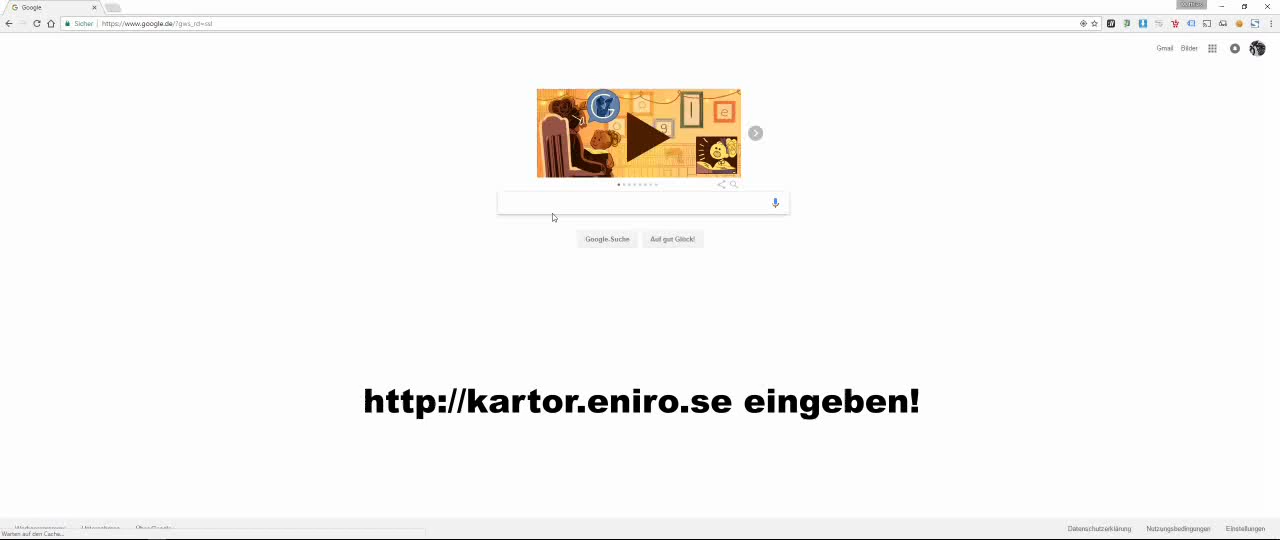 Google
Sicher
https://www.google.de/?gws_rd=ssl
Gmail
Bilder
Google-Suche
Auf gut Glück!
http://kartor.eniro.se eingeben!
Datenschutzerklärung
Nutzungsbedingungen
Einstellungen
Warten auf den Cache...